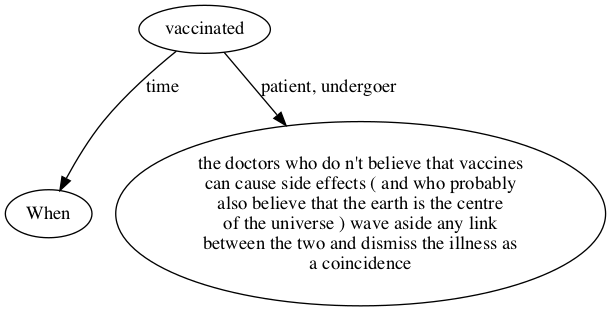 vaccinated
time
patient, undergoer
When
the doctors who do n't believe that vaccines
can cause side effects ( and who probably
also believe that the earth is the centre
of the universe ) wave aside any link
between the two and dismiss the illness as
a coincidence